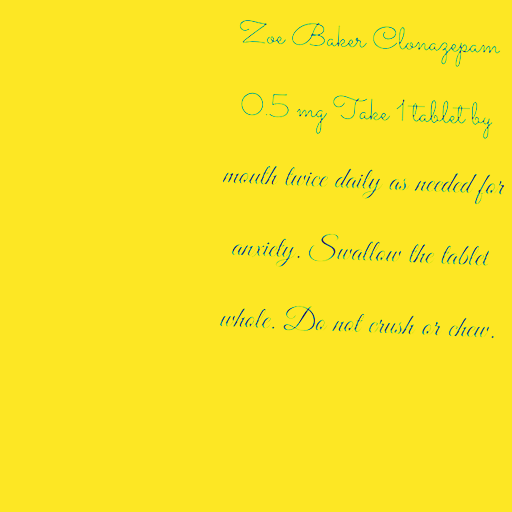 Zoe Baker Clonazepam
0.5 mg Take 1 tablet by
mouth twice daily as needed for
anxiety. Swallow the tablet
whole. Do not crush or chew.